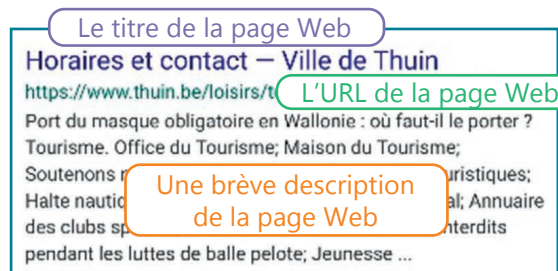 Le titre de la page Web
Horaires et contact — Ville de Thuin
https://www.thuin.be/loisirs/t
L'URL de la page Web
Port du masque obligatoire en Wallonie : où faut-il le porter ?
Tourisme. Office du Tourisme; Maison du Tourisme;
Soutenons uristiques;
Une brève description
Halte nautiq al; Annuaire
de la page Web
des clubs sp nterdits
pendant les luttes de balle pelote; Jeunesse ...